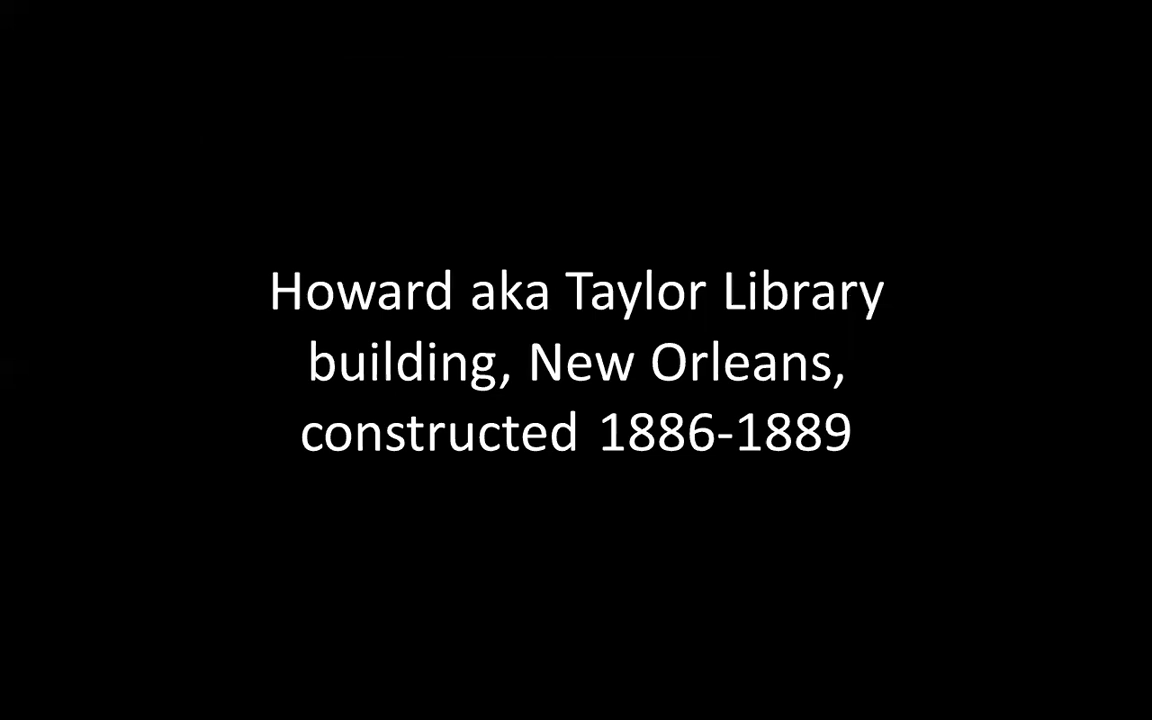 Howard aka Taylor Library
building, New Orleans,
constructed 1886-1889